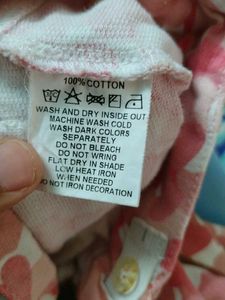 100% COTTON
WASH AND DRY INSIDE OUT
MACHINE WASH COLD
WASH DARK COLORS
SEPARATELY
DO NOT BLEACH
DO NOT WRING
FLAT DRY IN SHADE
LOW HEAT IRON
WHEN NEEDED
DO NOT IRON DECORATION